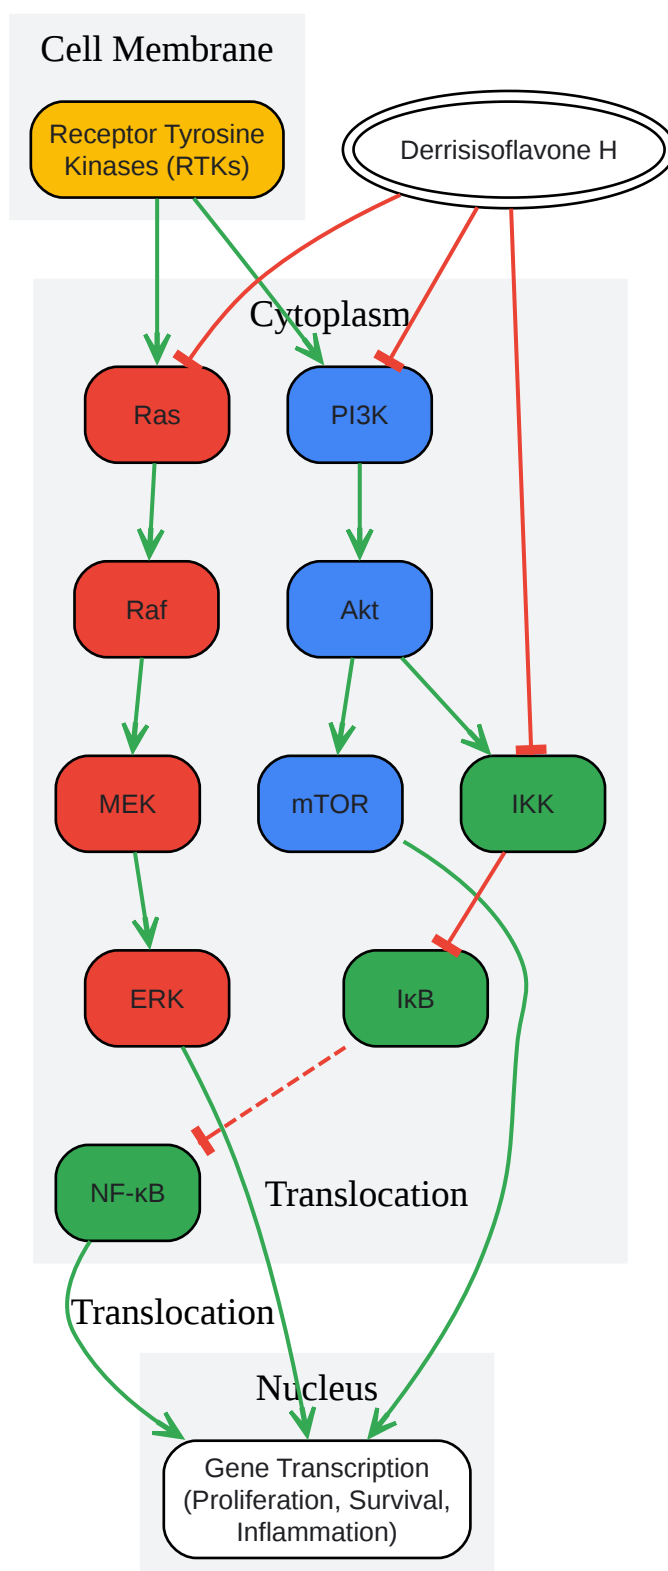 Cell Membrane
Receptor Tyrosine
Kinases (RTKs)
Derrisisoflavone H
Cytoplasm
Ras
PI3K
Raf
Akt
MEK
mTOR
IKK
ERK
IκB
NF-κB
Translocation
Translocation
Nucleus
Gene Transcription
(Proliferation, Survival,
Inflammation)